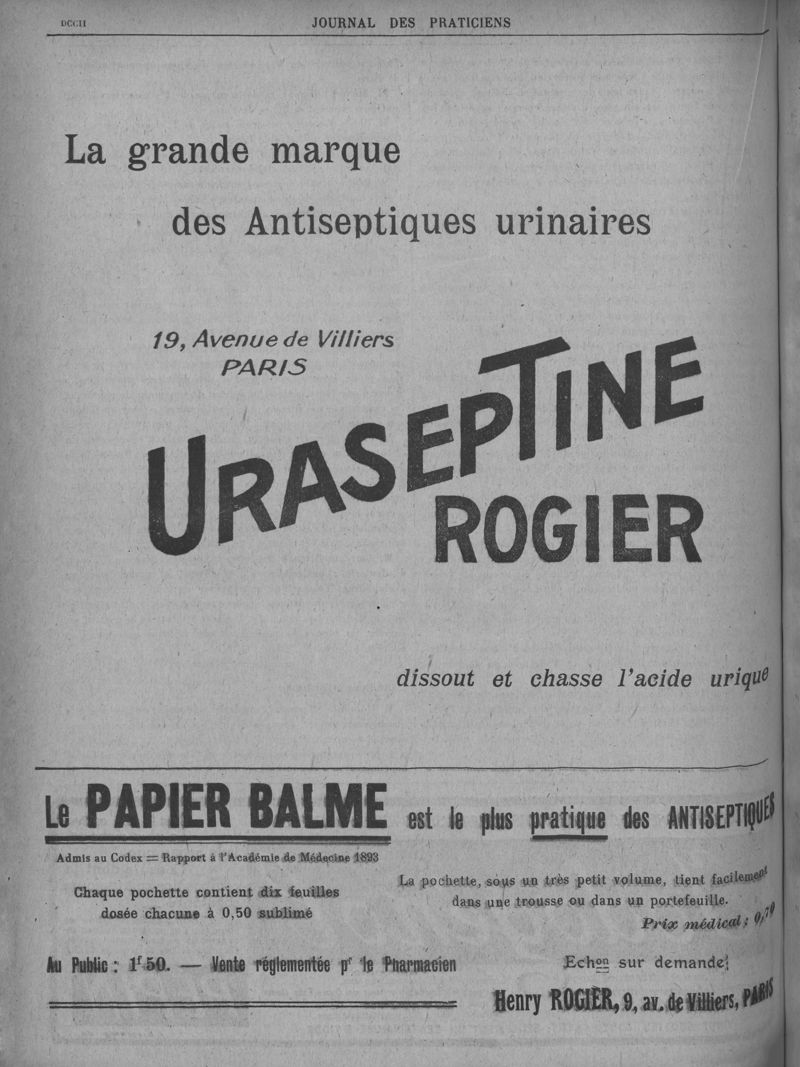 DCCII
JOURNAL DES PRATICIENS
La grande marque
des Antiseptiques urinaires
19, Avenue de Villiers
PARIS
URASEPTINE
ROGIER
dissout et chasse l'acide urique
Le PAPIER BALME est le plus pratique des ANTISEPTIQUES
Admis au Codex = Rapport à l'Académie de Médecine 1893
Chaque pochette contient dix feuilles
dosée chacune à 0,50 sublimé
La pochette, sous un très petit volume, tient facilement
dans une trousse ou dans un portefeuille.
Prix médical; 0,70
Au Public : 1f 50. — Vente réglementée pr le Pharmacien
Echon sur demande
Henry ROGIER, 9, av. de Villiers, PARIS